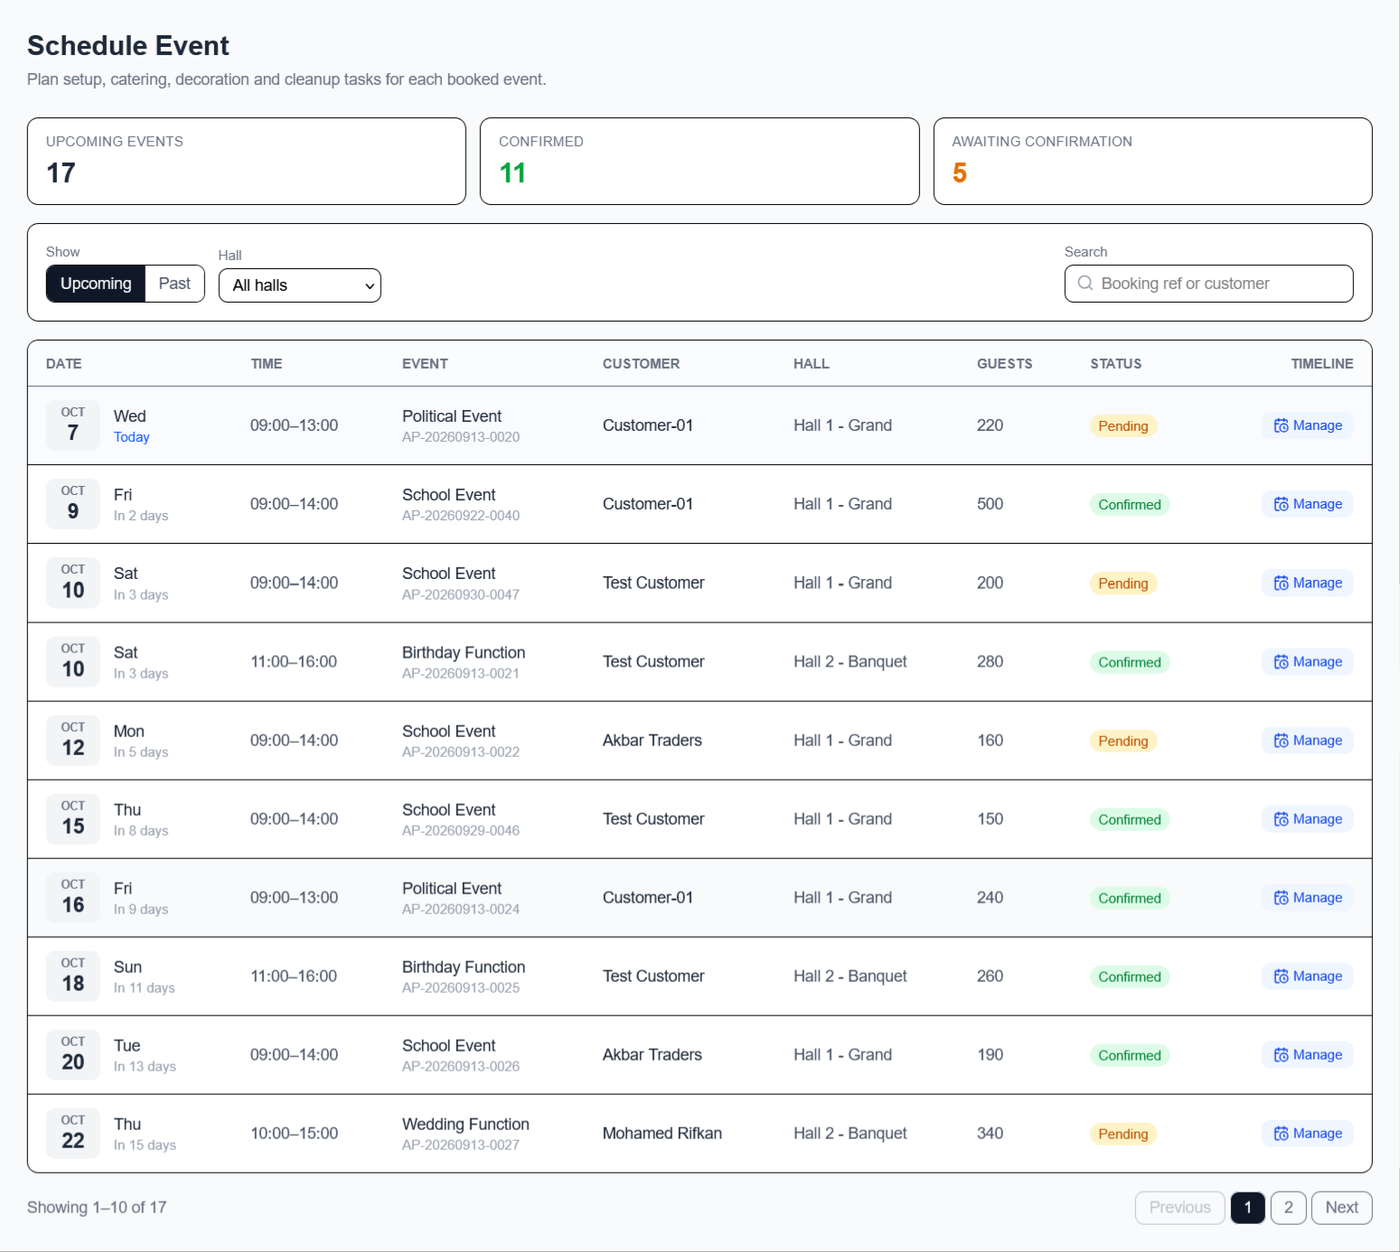 Schedule Event
Plan setup, catering, decoration and cleanup tasks for each booked event.
UPCOMING EVENTS
17
CONFIRMED
11
AWAITING CONFIRMATION
5
Show
Upcoming Past
Hall
All halls
Search
Booking ref or customer
DATE TIME EVENT CUSTOMER HALL GUESTS STATUS TIMELINE
OCT 7 Wed Today 09:00–13:00 Political Event AP-20260913-0020 Customer-01 Hall 1 - Grand 220 Pending Manage
OCT 9 Fri In 2 days 09:00–14:00 School Event AP-20260922-0040 Customer-01 Hall 1 - Grand 500 Confirmed Manage
OCT 10 Sat In 3 days 09:00–14:00 School Event AP-20260930-0047 Test Customer Hall 1 - Grand 200 Pending Manage
OCT 10 Sat In 3 days 11:00–16:00 Birthday Function AP-20260913-0021 Test Customer Hall 2 - Banquet 280 Confirmed Manage
OCT 12 Mon In 5 days 09:00–14:00 School Event AP-20260913-0022 Akbar Traders Hall 1 - Grand 160 Pending Manage
OCT 15 Thu In 8 days 09:00–14:00 School Event AP-20260929-0046 Test Customer Hall 1 - Grand 150 Confirmed Manage
OCT 16 Fri In 9 days 09:00–13:00 Political Event AP-20260913-0024 Customer-01 Hall 1 - Grand 240 Confirmed Manage
OCT 18 Sun In 11 days 11:00–16:00 Birthday Function AP-20260913-0025 Test Customer Hall 2 - Banquet 260 Confirmed Manage
OCT 20 Tue In 13 days 09:00–14:00 School Event AP-20260913-0026 Akbar Traders Hall 1 - Grand 190 Confirmed Manage
OCT 22 Thu In 15 days 10:00–15:00 Wedding Function AP-20260913-0027 Mohamed Rifkan Hall 2 - Banquet 340 Pending Manage
Showing 1–10 of 17
Previous 1 2 Next